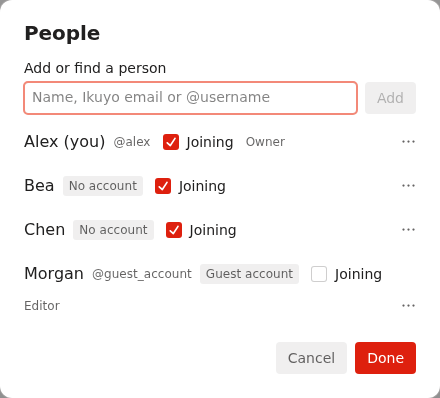 People
Add or find a person
Name, Ikuyo email or @username Add
Alex (you) @alex Joining Owner
Bea No account Joining
Chen No account Joining
Morgan @guest_account Guest account Joining
Editor
Cancel Done